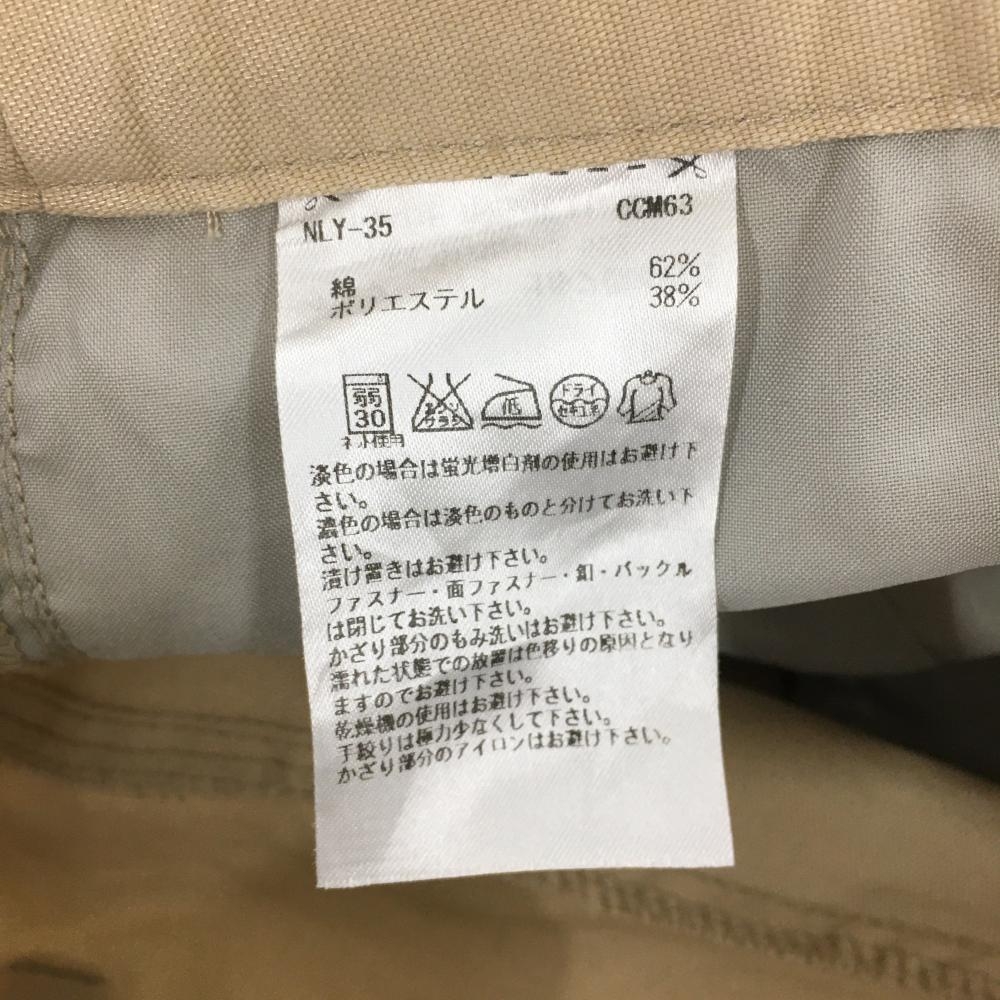 NLY-35 CCM63
綿 62%
ポリエステル 38%
弱
30
ネット使用
エンソ
サラシ
低
ドライ
セキユ系
淡色の場合は蛍光増白剤の使用はお避け下
さい。
濃色の場合は淡色のものと分けてお洗い下
さい。
漬け置きはお避け下さい。
ファスナー・面ファスナー・釦・バックル
は閉じてお洗い下さい。
かざり部分のもみ洗いはお避け下さい。
濡れた状態での放置は色移りの原因となり
ますのでお避け下さい。
乾燥機の使用はお避け下さい。
手絞りは極力少なくして下さい。
かざり部分のアイロンはお避け下さい。